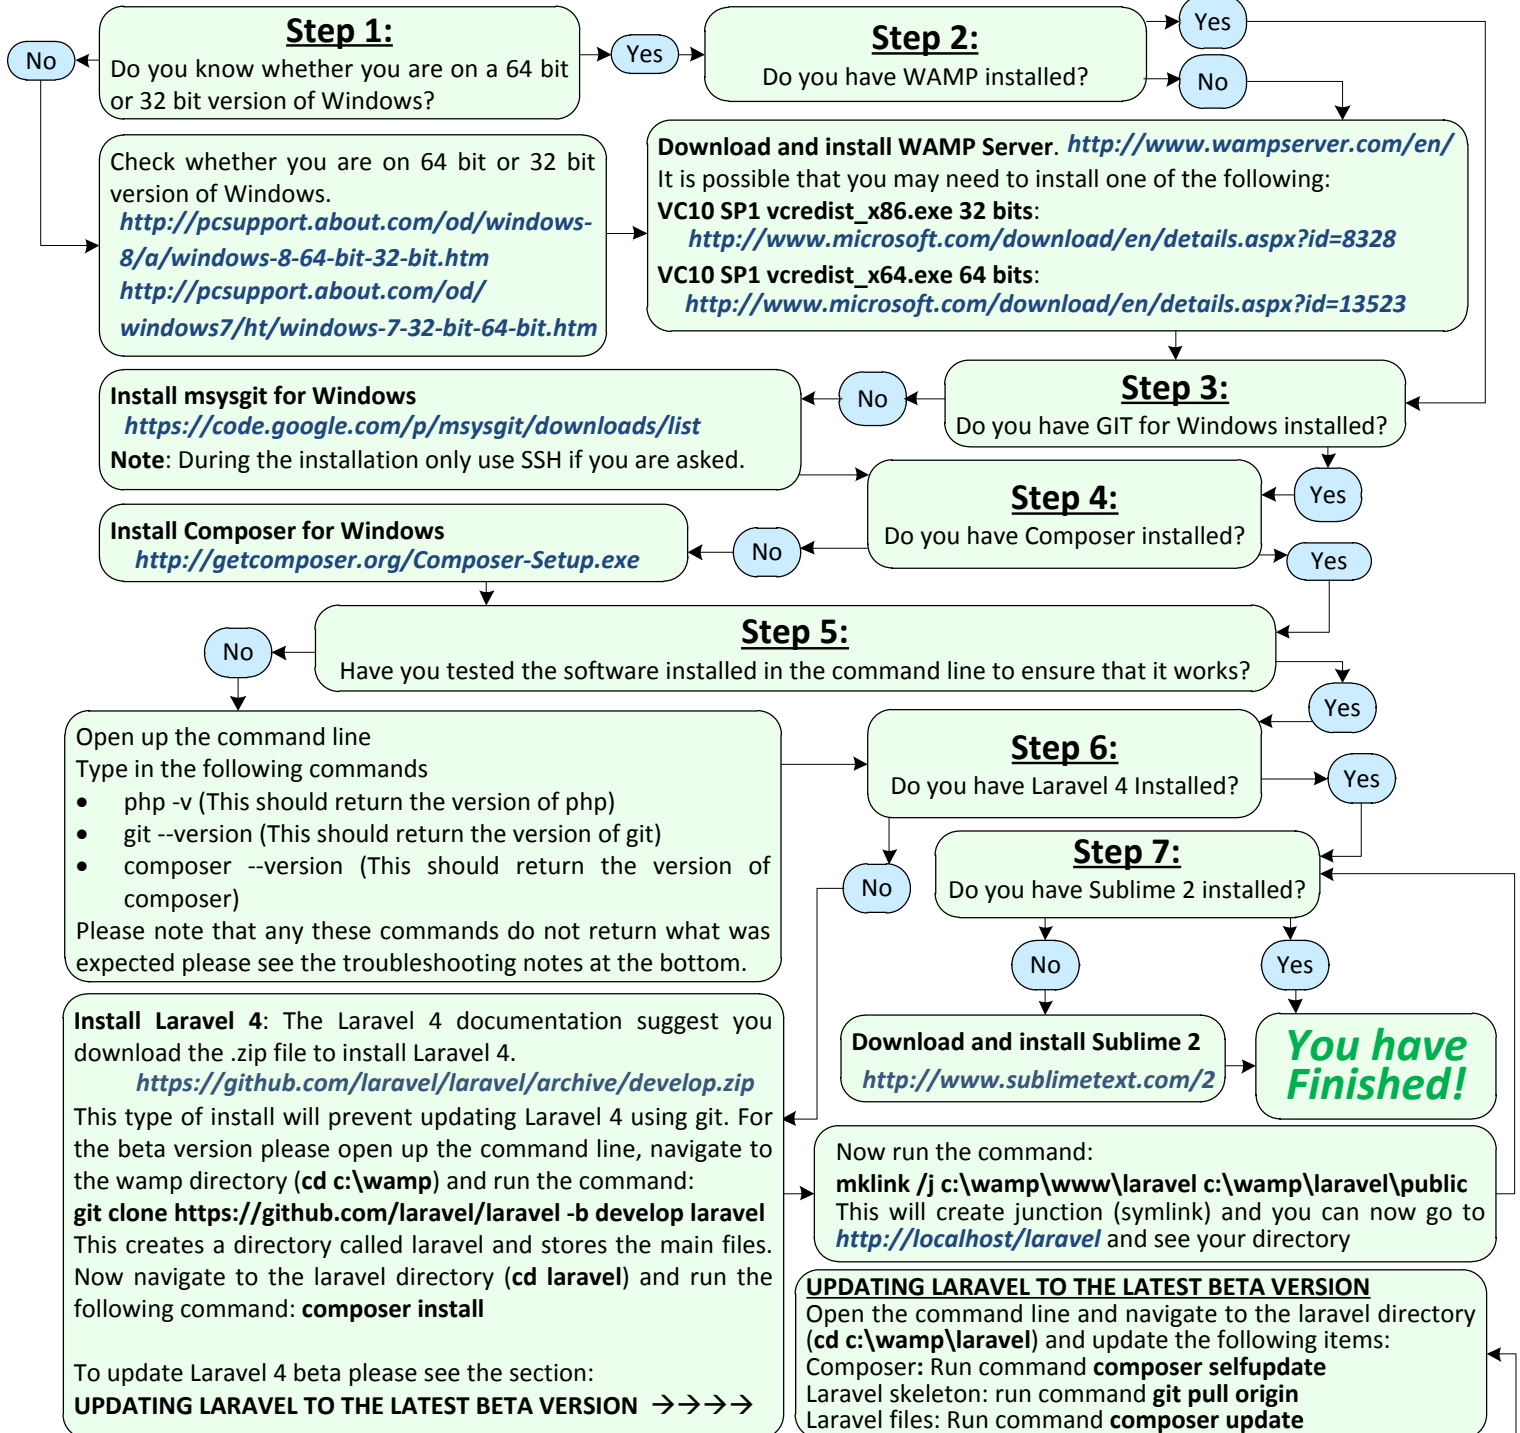 Step 1:
Do you know whether you are on a 64 bit
or 32 bit version of Windows?
No
Yes
Step 2:
Do you have WAMP installed?
Yes
No
Check whether you are on 64 bit or 32 bit
version of Windows.
http://pcsupport.about.com/od/windows-
8/a/windows-8-64-bit-32-bit.htm
http://pcsupport.about.com/od/
windows7/ht/windows-7-32-bit-64-bit.htm
Download and install WAMP Server. http://www.wampserver.com/en/
It is possible that you may need to install one of the following:
VC10 SP1 vcredist_x86.exe 32 bits:
http://www.microsoft.com/download/en/details.aspx?id=8328
VC10 SP1 vcredist_x64.exe 64 bits:
http://www.microsoft.com/download/en/details.aspx?id=13523
Step 3:
Do you have GIT for Windows installed?
No
Yes
Install msysgit for Windows
https://code.google.com/p/msysgit/downloads/list
Note: During the installation only use SSH if you are asked.
Step 4:
Do you have Composer installed?
No
Yes
Install Composer for Windows
http://getcomposer.org/Composer-Setup.exe
Step 5:
Have you tested the software installed in the command line to ensure that it works?
No
Yes
Open up the command line
Type in the following commands
• php -v (This should return the version of php)
• git --version (This should return the version of git)
• composer --version (This should return the version of
composer)
Please note that any these commands do not return what was
expected please see the troubleshooting notes at the bottom.
Step 6:
Do you have Laravel 4 Installed?
Yes
No
Step 7:
Do you have Sublime 2 installed?
No
Yes
Download and install Sublime 2
http://www.sublimetext.com/2
You have
Finished!
Install Laravel 4: The Laravel 4 documentation suggest you
download the .zip file to install Laravel 4.
https://github.com/laravel/laravel/archive/develop.zip
This type of install will prevent updating Laravel 4 using git. For
the beta version please open up the command line, navigate to
the wamp directory (cd c:\wamp) and run the command:
git clone https://github.com/laravel/laravel -b develop laravel
This creates a directory called laravel and stores the main files.
Now navigate to the laravel directory (cd laravel) and run the
following command: composer install
To update Laravel 4 beta please see the section:
UPDATING LARAVEL TO THE LATEST BETA VERSION →→→→
Now run the command:
mklink /j c:\wamp\www\laravel c:\wamp\laravel\public
This will create junction (symlink) and you can now go to
http://localhost/laravel and see your directory
UPDATING LARAVEL TO THE LATEST BETA VERSION
Open the command line and navigate to the laravel directory
(cd c:\wamp\laravel) and update the following items:
Composer: Run command composer selfupdate
Laravel skeleton: run command git pull origin
Laravel files: Run command composer update